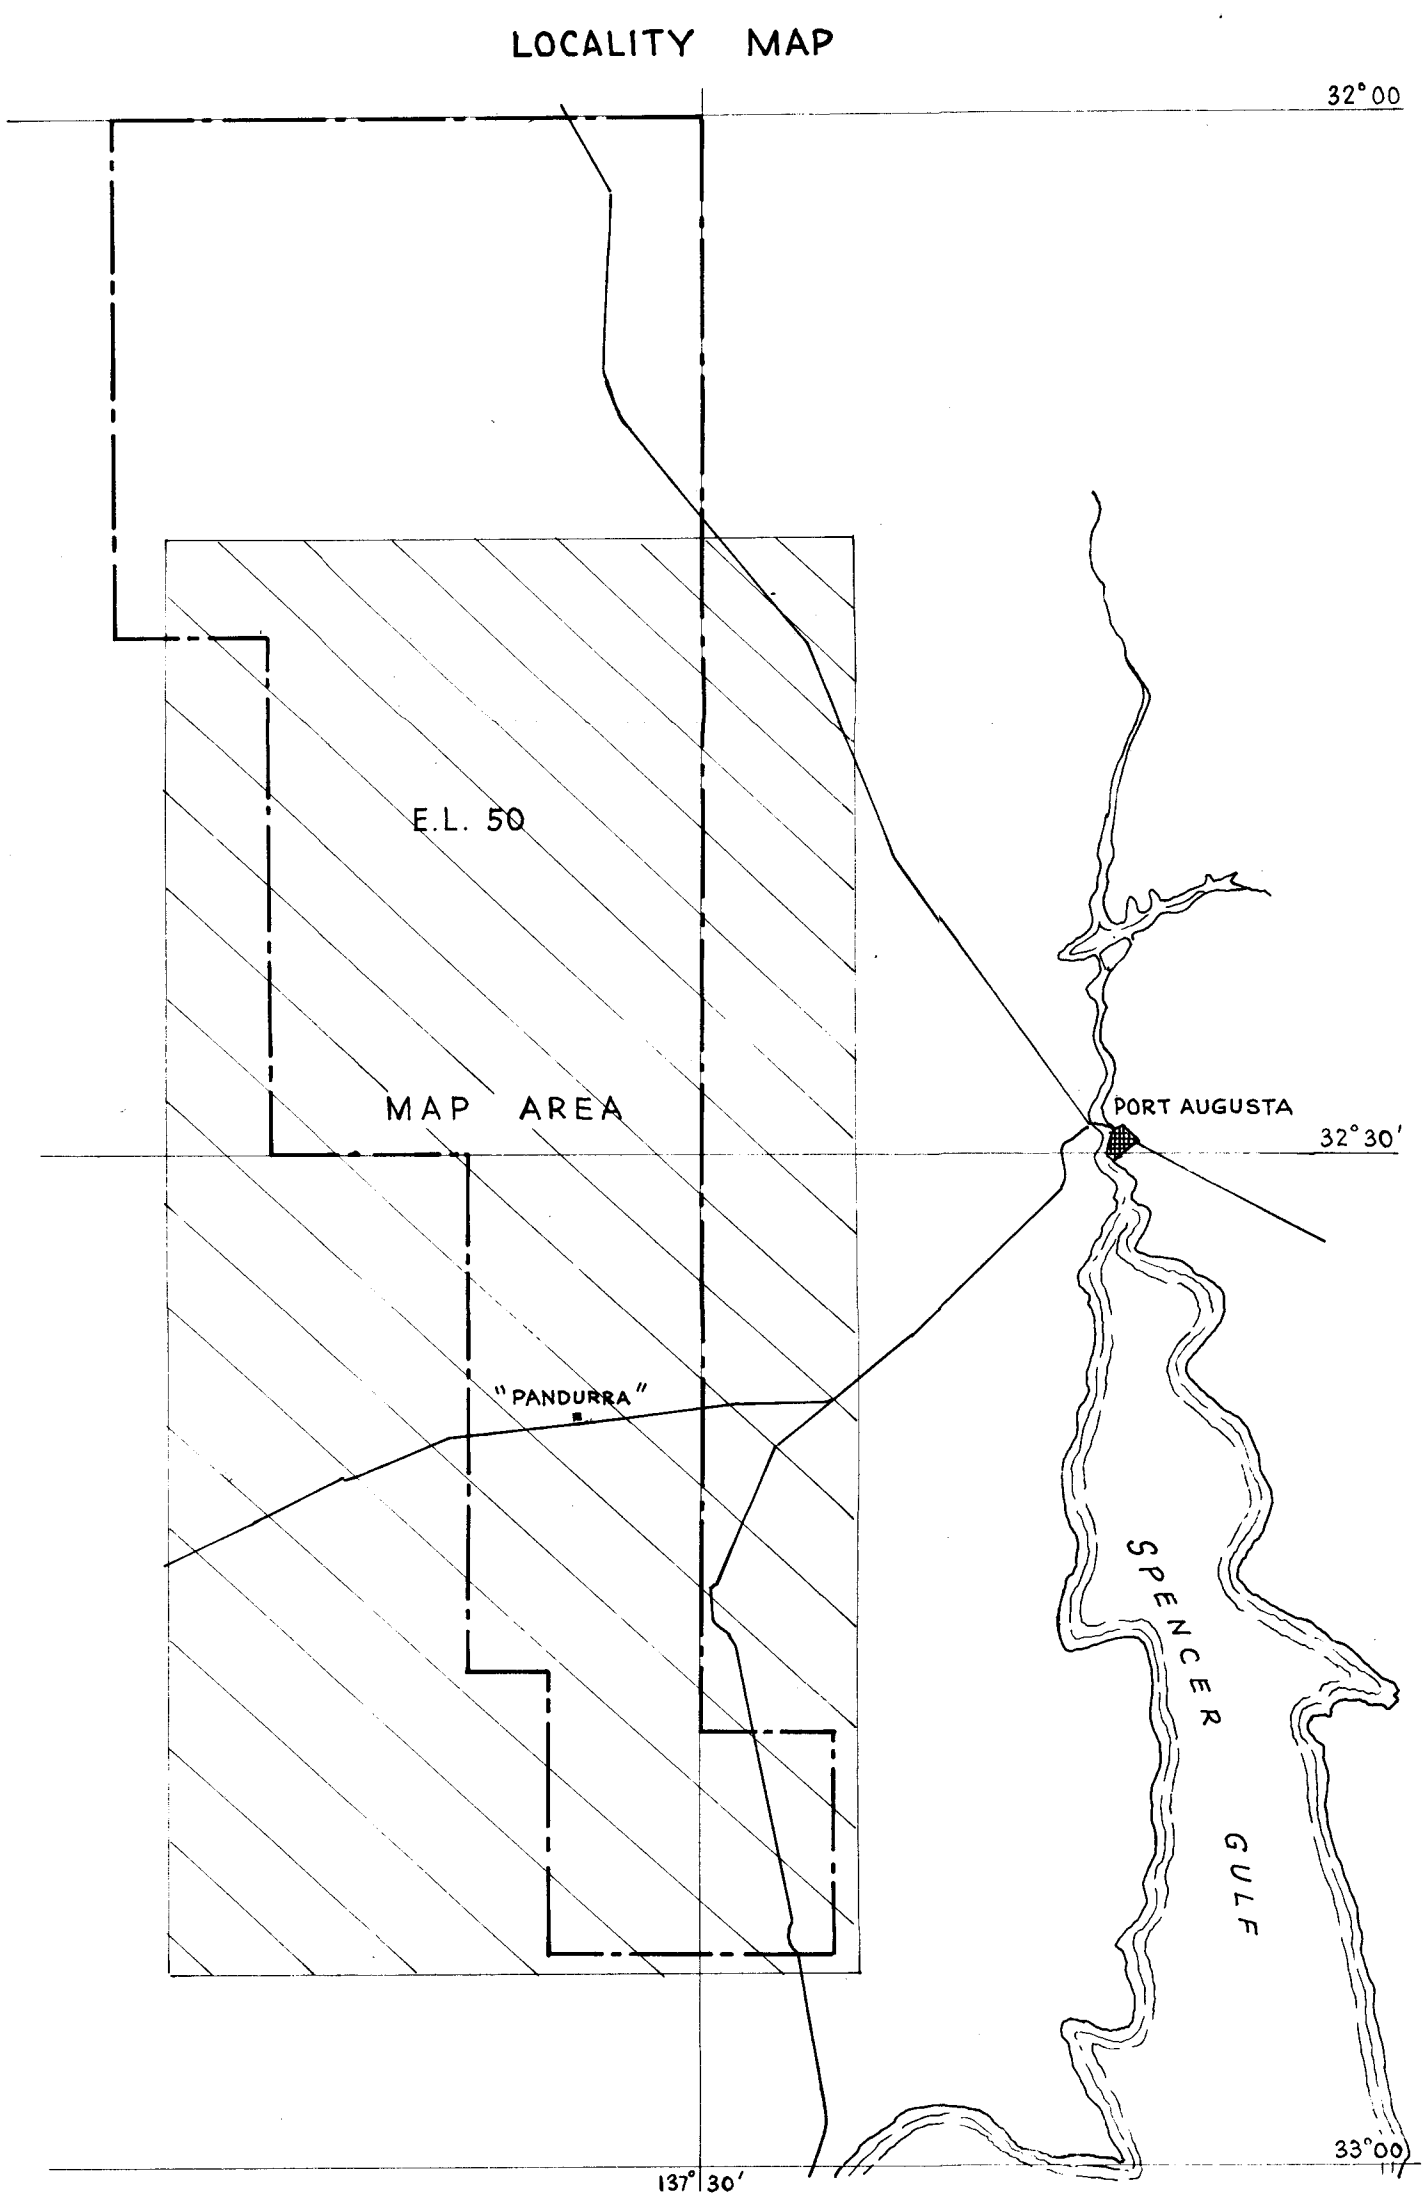 LOCALITY MAP
32°00
E.L. 50
MAP AREA
PORT AUGUSTA
32°30'
"PANDURRA"
SPENCER
GULF
33°00
137°30'